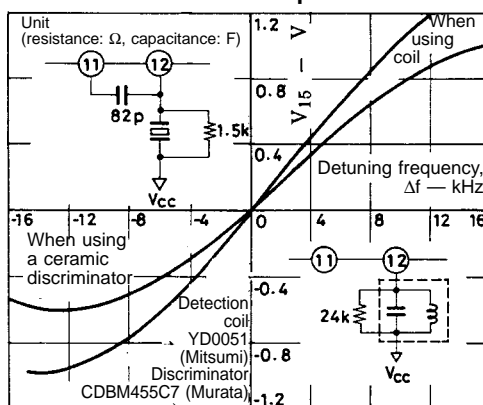 Unit
(resistance: Ω, capacitance: F)
11 12
82p
1.5k
VCC
1.2
V15 – V
When
using
coil
0.8
0.4
Detuning frequency,
Δf — kHz
-16 -12 -8 -4 0 4 8 12 16
When using
a ceramic
discriminator
11 12
-0.4
24k
VCC
Detection
coil
YD0051
(Mitsumi)
Discriminator
CDBM455C7 (Murata)
-0.8
-1.2